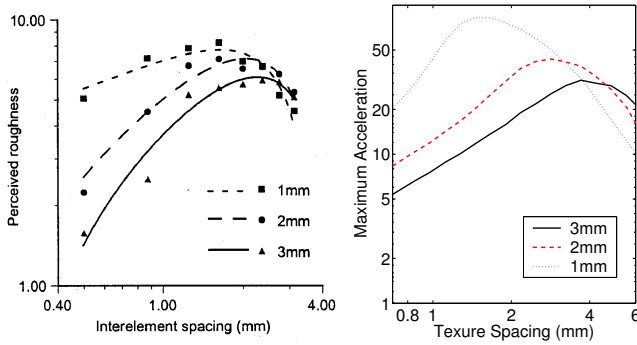 10.00
Perceived roughness
1mm
2mm
3mm
1.00
0.40
1.00
4.00
Interelement spacing (mm)
50
20
10
5
2
1
Maximum Acceleration
3mm
2mm
1mm
0.8
1
2
4
6
Texure Spacing (mm)